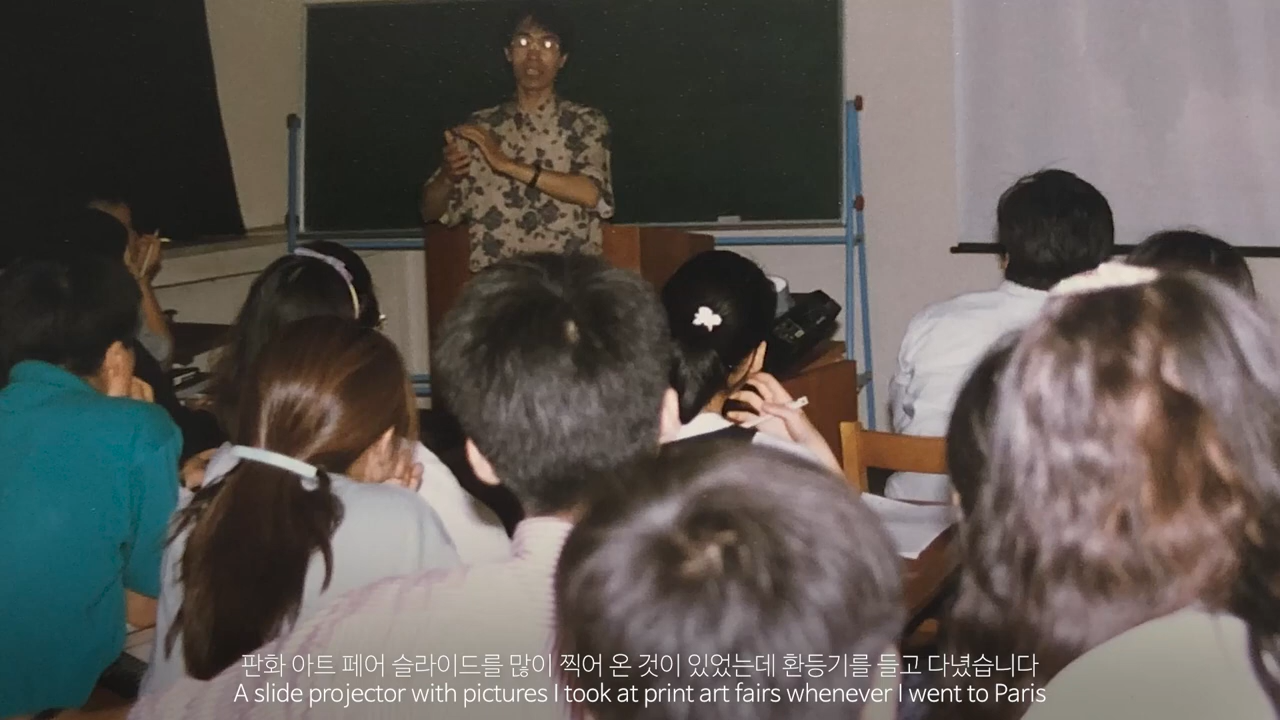 판화 아트 페어 슬라이드를 많이 찍어 온 것이 있었는데 환등기를 들고 다녔습니다
A slide projector with pictures I took at print art fairs whenever I went to Paris